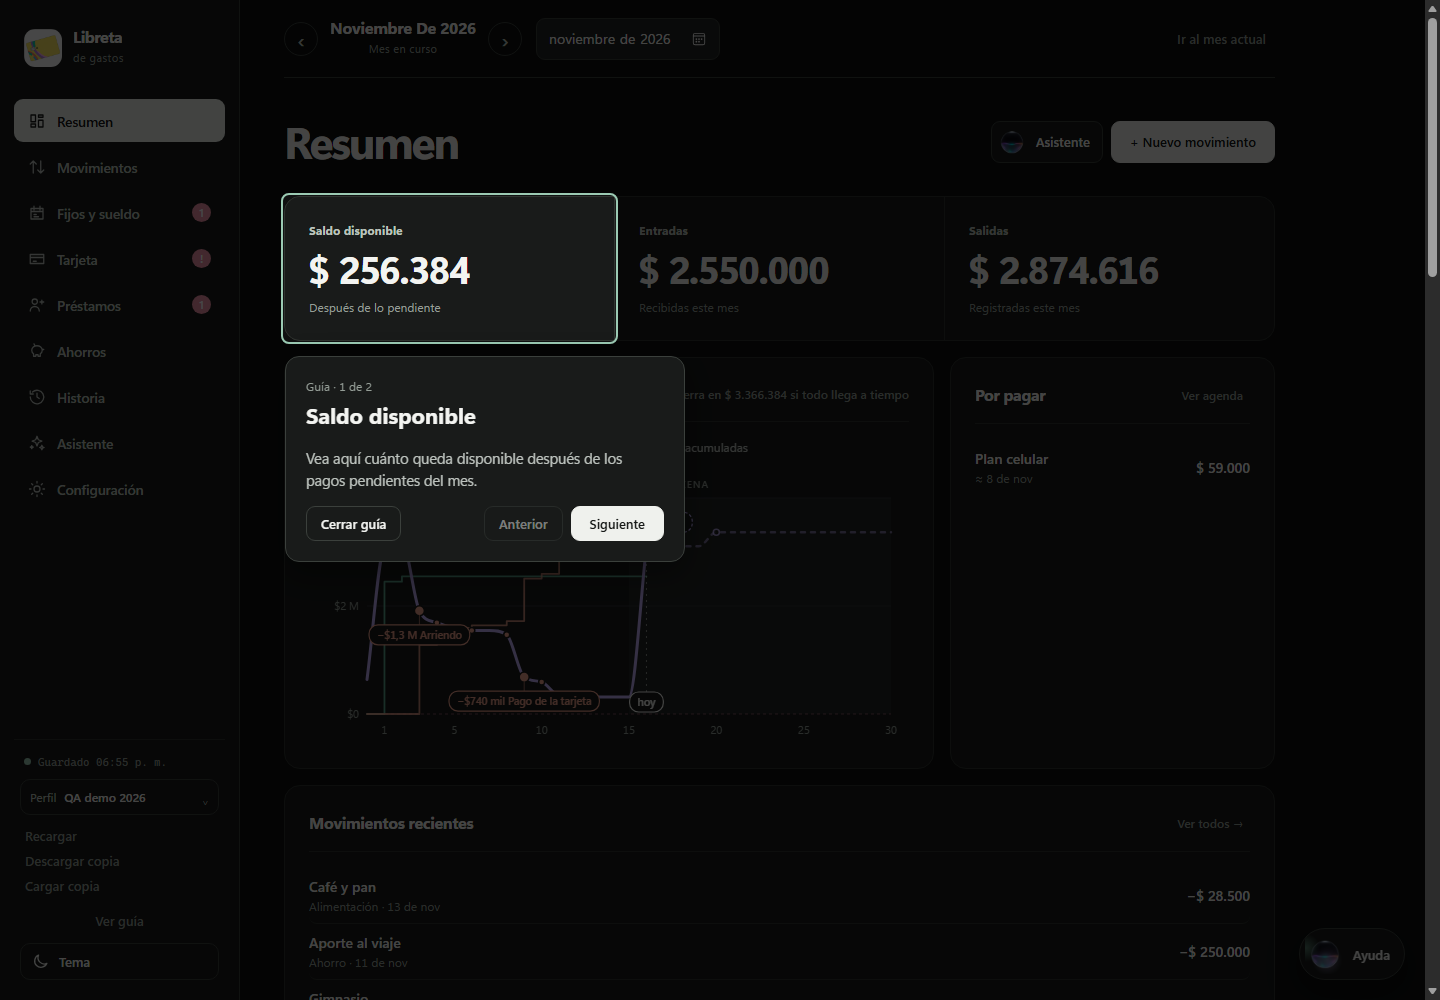 Libreta
de gastos
Resumen
Movimientos
Fijos y sueldo 1
Tarjeta !
Préstamos 1
Ahorros
Historia
Asistente
Configuración
Guardado 06:55 p. m.
Perfil QA demo 2026
Recargar
Descargar copia
Cargar copia
Ver guía
Tema
Noviembre De 2026
Mes en curso
noviembre de 2026
Ir al mes actual
Resumen
Asistente
+ Nuevo movimiento
Saldo disponible
$ 256.384
Después de lo pendiente
Entradas
$ 2.550.000
Recibidas este mes
Salidas
$ 2.874.616
Registradas este mes
Guía · 1 de 2
Saldo disponible
Vea aquí cuánto queda disponible después de los
pagos pendientes del mes.
Cerrar guía
Anterior
Siguiente
en $ 3.366.384 si todo llega a tiempo
acumuladas
$2 M
$0
−$1,3 M Arriendo
−$740 mil Pago de la tarjeta
hoy
1 5 10 15 20 25 30
Por pagar
Ver agenda
Plan celular
≈ 8 de nov
$ 59.000
Movimientos recientes
Ver todos →
Café y pan
Alimentación · 13 de nov
−$ 28.500
Aporte al viaje
Ahorro · 11 de nov
−$ 250.000
Gimnasio
Ayuda